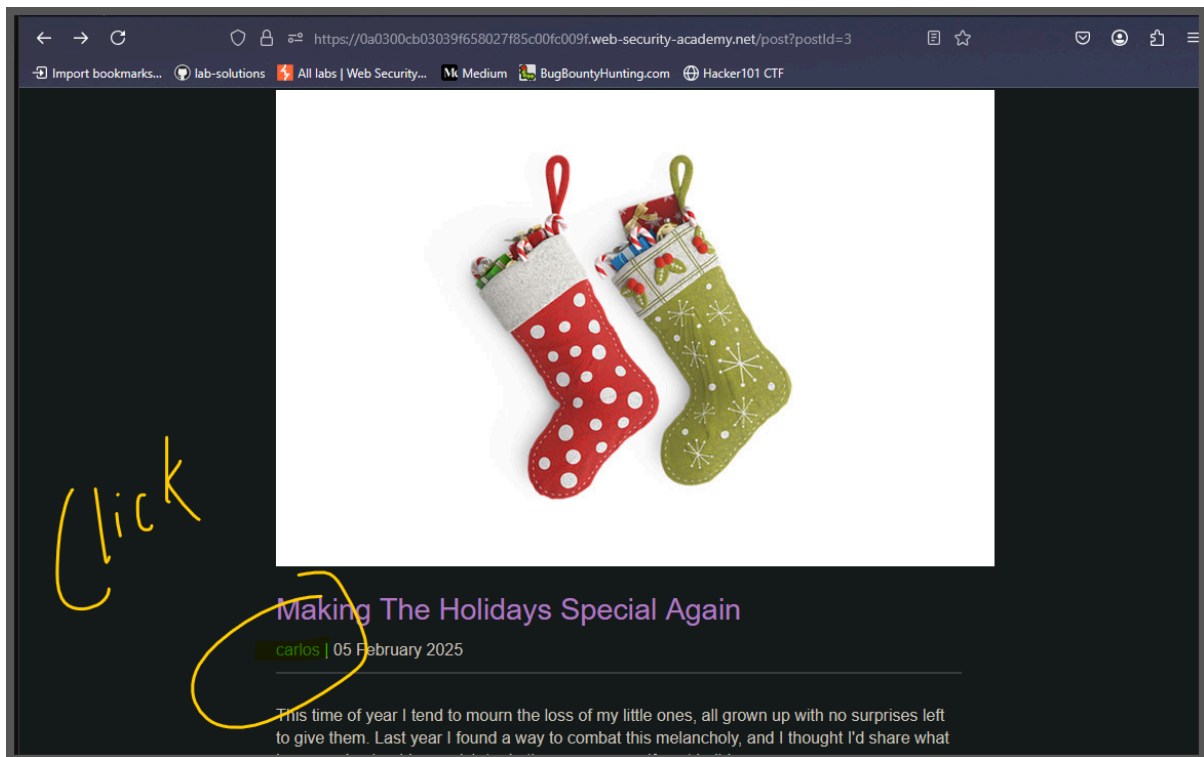 https://0a0300cb03039f658027f85c00fc009f.web-security-academy.net/post?postId=3
Import bookmarks... lab-solutions All labs | Web Security... Medium BugBountyHunting.com Hacker101 CTF
Click
Making The Holidays Special Again
carlos | 05 February 2025
This time of year I tend to mourn the loss of my little ones, all grown up with no surprises left
to give them. Last year I found a way to combat this melancholy, and I thought I'd share what